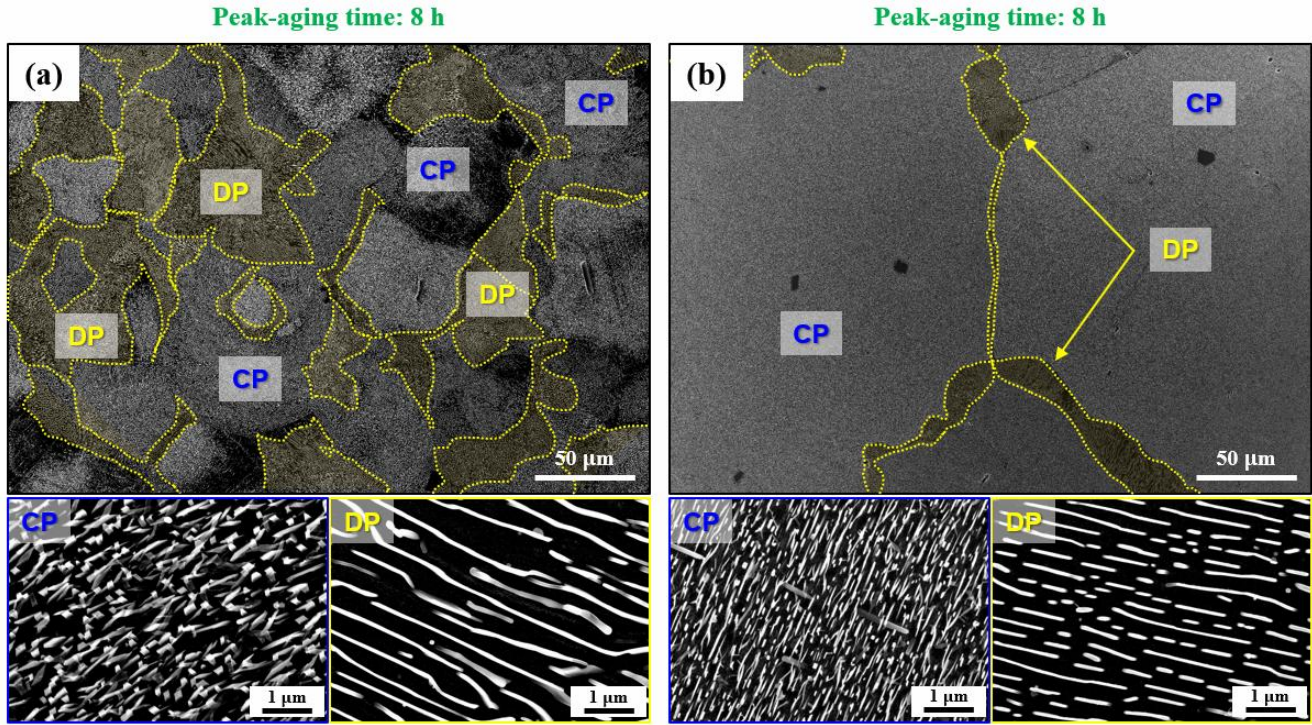 Peak-aging time: 8 h
Peak-aging time: 8 h
(a)
CP
CP
DP
DP
DP
CP
50 μm
(b)
CP
DP
CP
50 μm
CP
1 μm
DP
1 μm
CP
1 μm
DP
1 μm